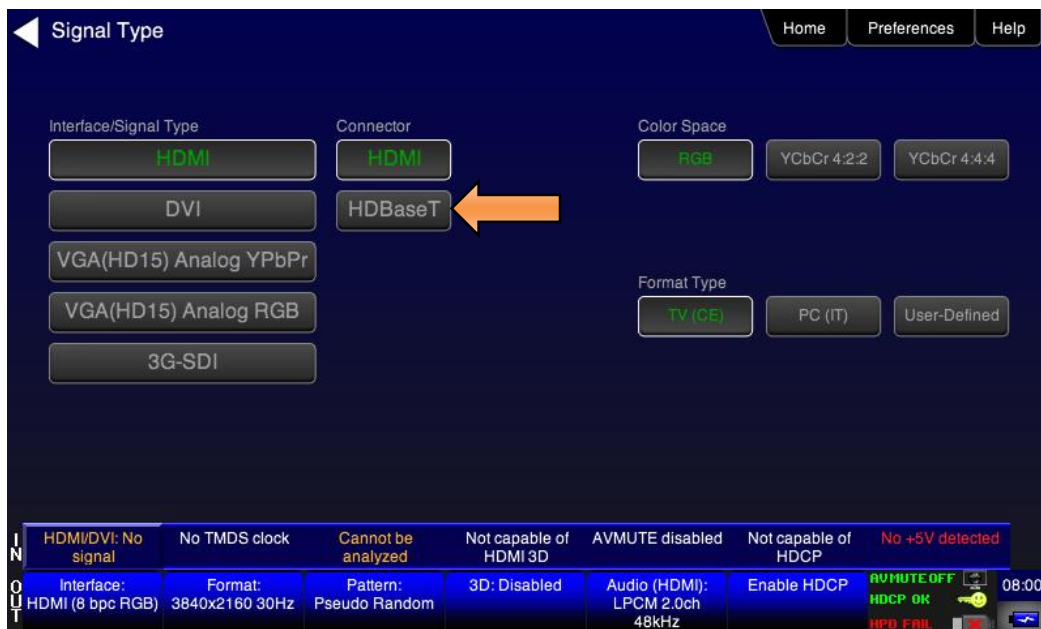 Signal Type
Home
Preferences
Help
Interface/Signal Type
Connector
Color Space
HDMI
HDMI
RGB
YCbCr 4:2:2
YCbCr 4:4:4
DVI
HDBaseT
VGA(HD15) Analog YPbPr
VGA(HD15) Analog RGB
3G-SDI
Format Type
TV (CE)
PC (IT)
User-Defined
IN
HDMI/DVI: No
signal
No TMDS clock
Cannot be
analyzed
Not capable of
HDMI 3D
AVMUTE disabled
Not capable of
HDCP
No +5V detected
OUT
Interface:
HDMI (8 bpc RGB)
Format:
3840x2160 30Hz
Pattern:
Pseudo Random
3D: Disabled
Audio (HDMI):
LPCM 2.0ch
48kHz
Enable HDCP
AVMUTEOFF
HDCP OK
HPD FAIL
08:00